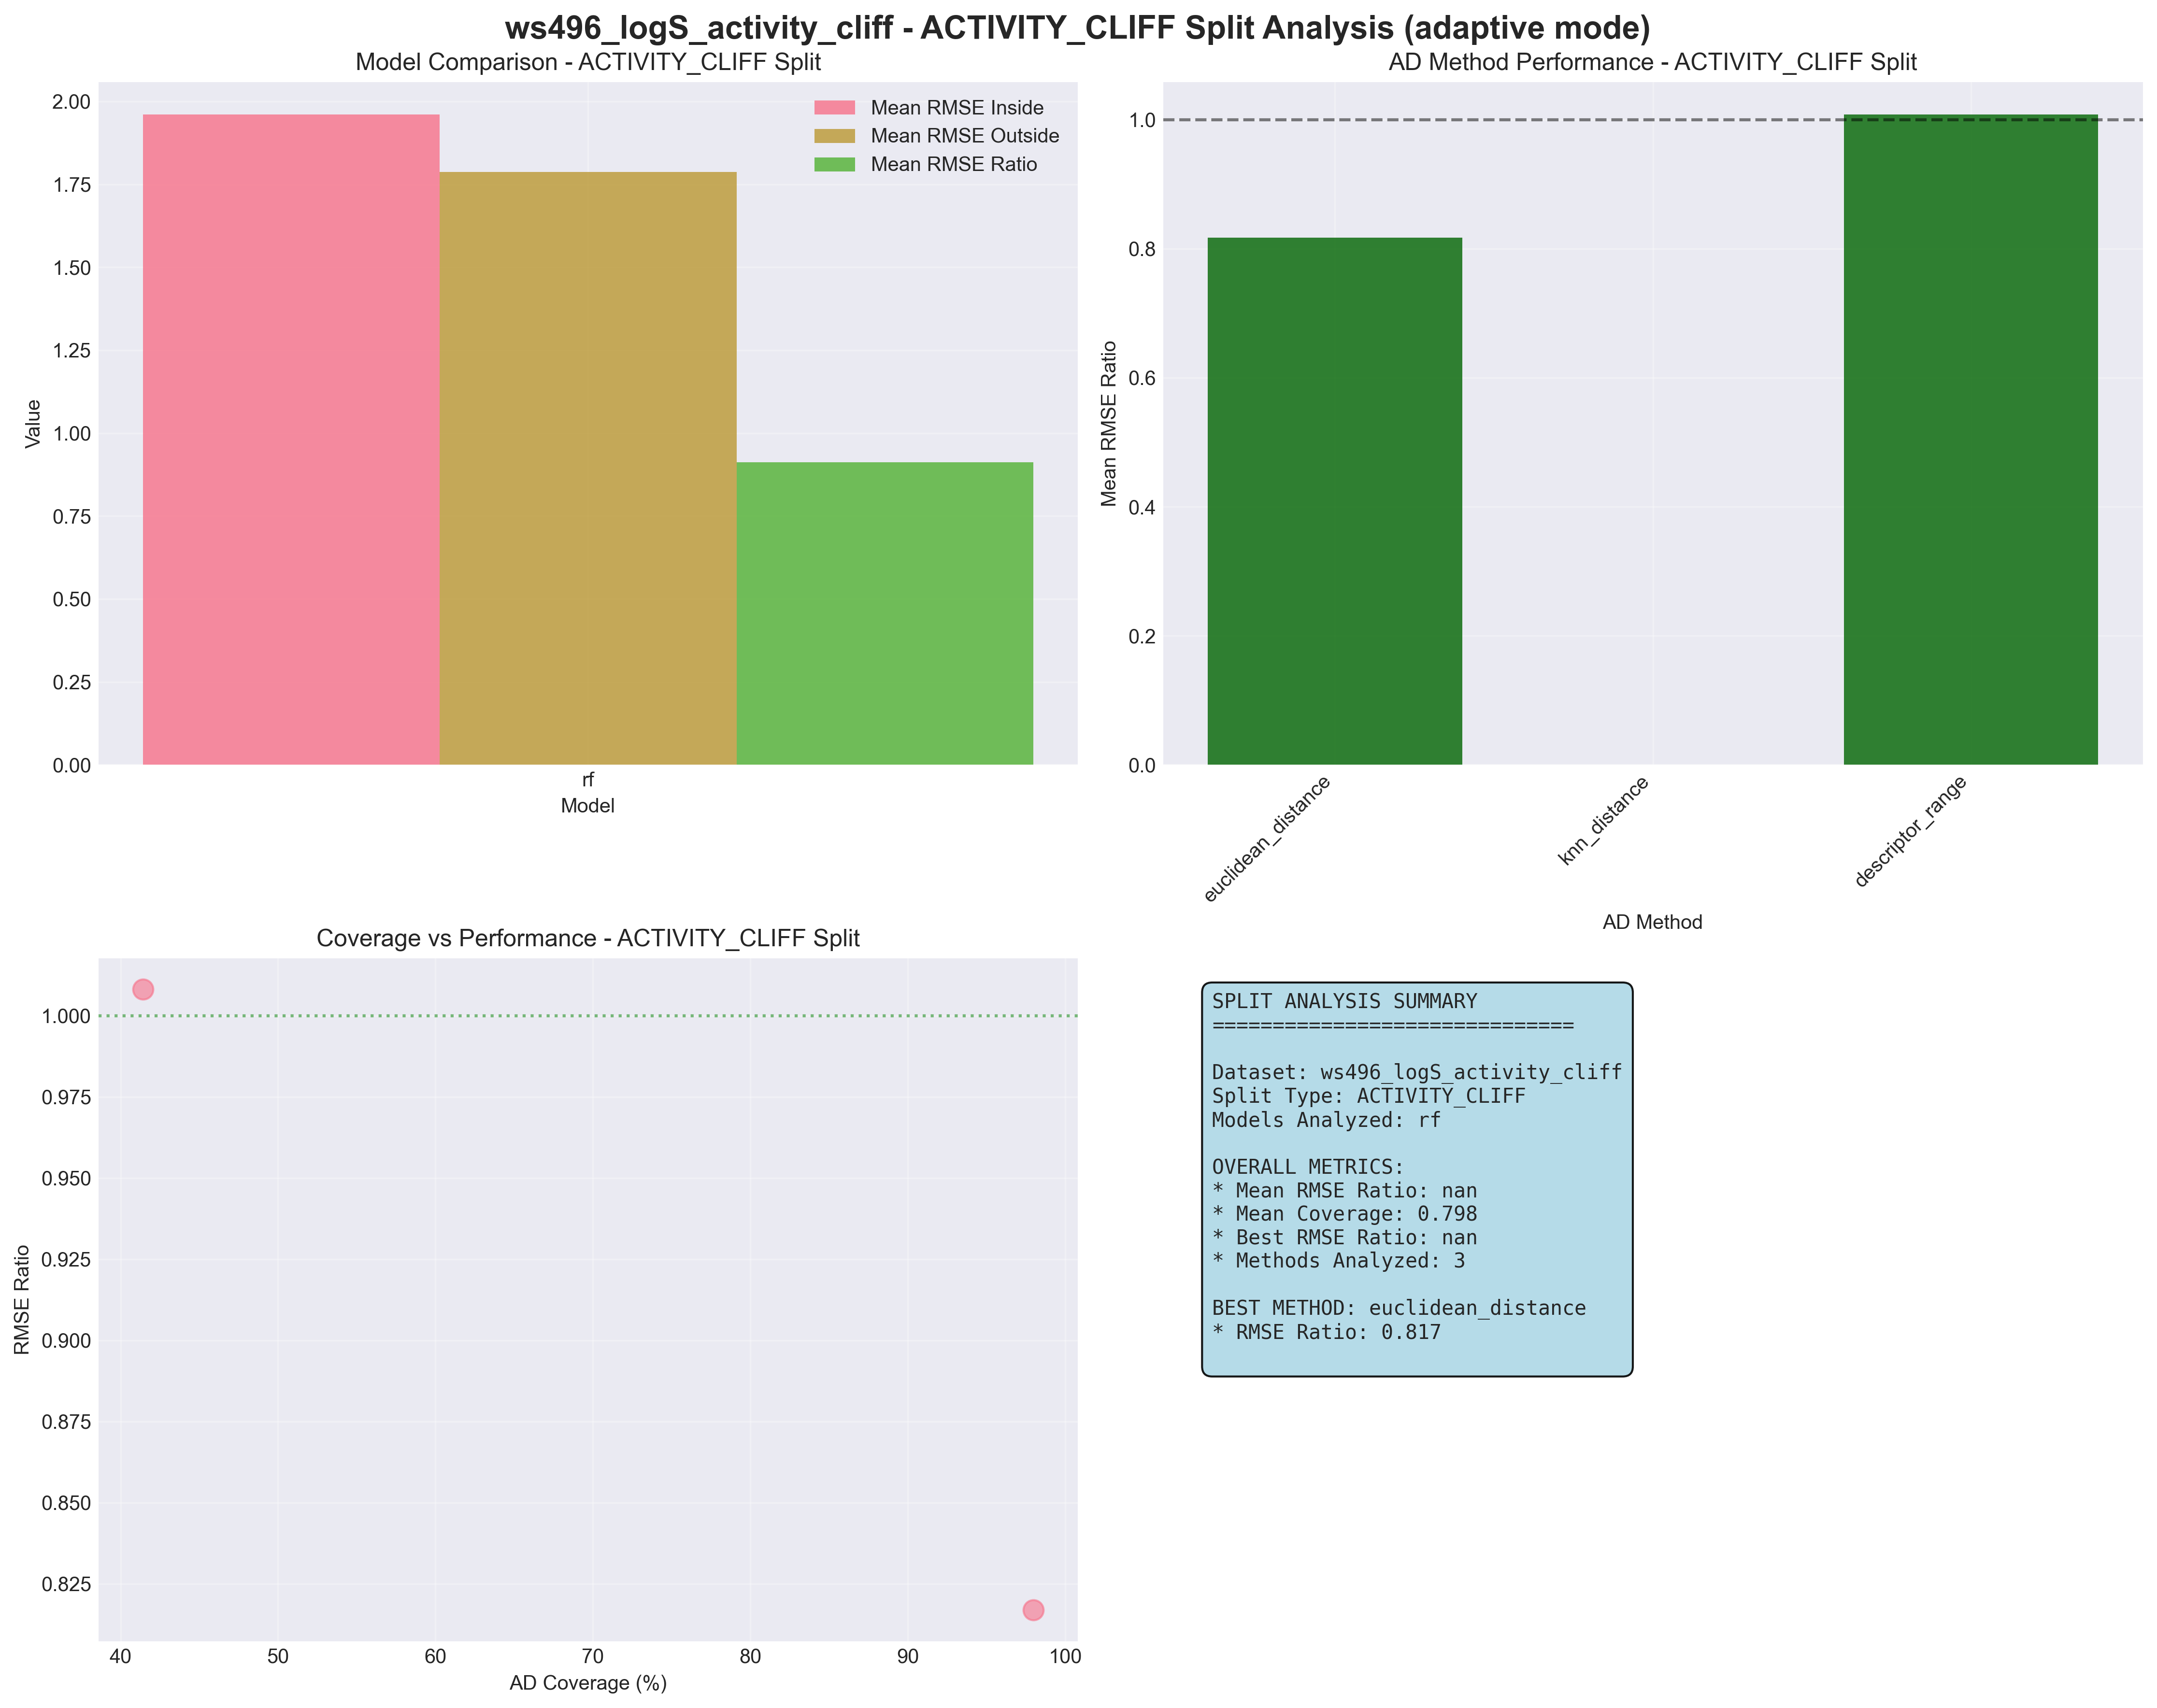 ws496_logS_activity_cliff - ACTIVITY_CLIFF Split Analysis (adaptive mode)
Model Comparison - ACTIVITY_CLIFF Split
2.00
1.75
1.50
1.25
1.00
0.75
0.50
0.25
0.00
Value
Mean RMSE Inside
Mean RMSE Outside
Mean RMSE Ratio
rf
Model
AD Method Performance - ACTIVITY_CLIFF Split
1.0
0.8
0.6
0.4
0.2
0.0
Mean RMSE Ratio
euclidean_distance
knn_distance
descriptor_range
AD Method
Coverage vs Performance - ACTIVITY_CLIFF Split
1.000
0.975
0.950
0.925
0.900
0.875
0.850
0.825
RMSE Ratio
40 50 60 70 80 90 100
AD Coverage (%)
SPLIT ANALYSIS SUMMARY
==============================
Dataset: ws496_logS_activity_cliff
Split Type: ACTIVITY_CLIFF
Models Analyzed: rf
OVERALL METRICS:
* Mean RMSE Ratio: nan
* Mean Coverage: 0.798
* Best RMSE Ratio: nan
* Methods Analyzed: 3
BEST METHOD: euclidean_distance
* RMSE Ratio: 0.817